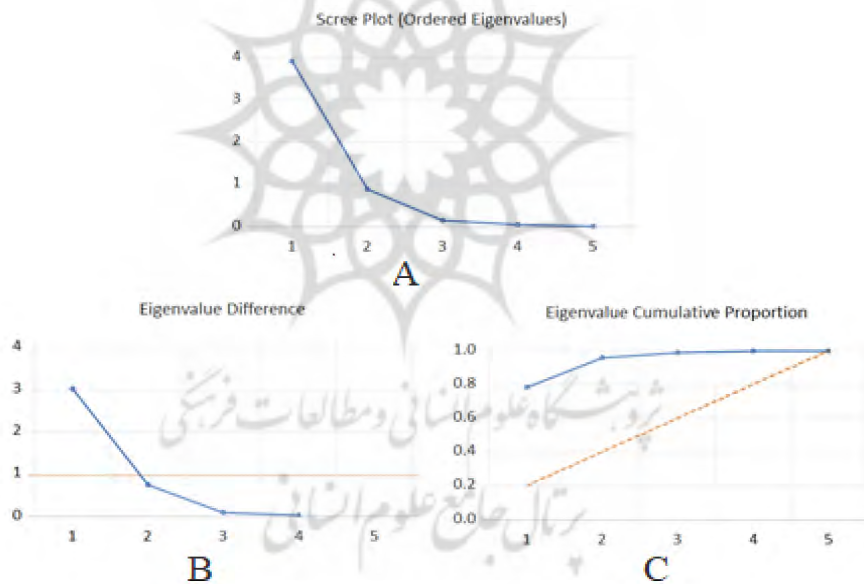 Scree Plot (Ordered Eigenvalues)
4
3
2
1
0
1 2 3 4 5
A
Eigenvalue Difference
4
3
2
1
0
1 2 3 4 5
B
Eigenvalue Cumulative Proportion
1.0
0.8
0.6
0.4
0.2
0.0
1 2 3 4 5
C
پژوهشگاه علوم انسانی و مطالعات فرهنگی
پرتال جامع علوم انسانی